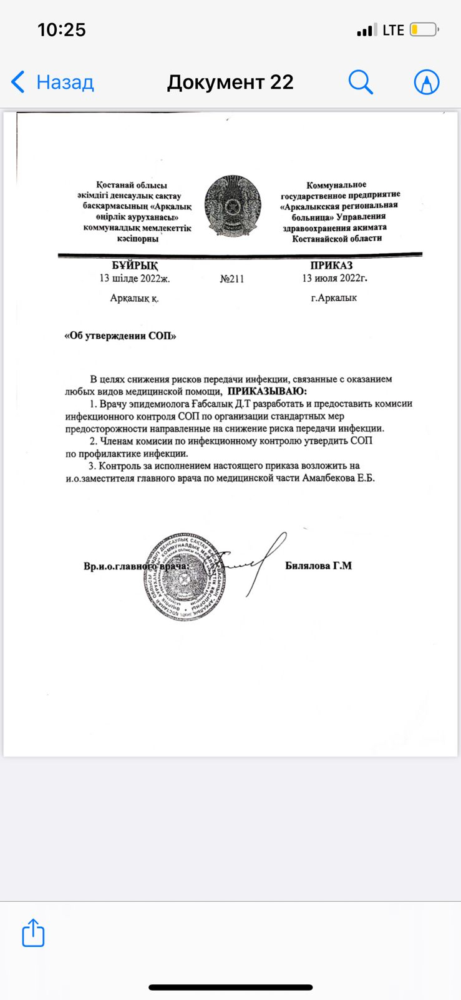 10:25
LTE
Назад
Документ 22
Қостанай облысы
әкімдігі денсаулық сақтау
басқармасының «Арқалық
өңірлік ауруханасы»
коммуналдық мемлекеттік
кәсіпорны
Коммунальное
государственное предприятие
«Аркалыкская региональная
больница» Управления
здравоохранения акимата
Костанайской области
БҰЙРЫҚ
ПРИКАЗ
13 шілде 2022ж.
№211
13 июля 2022г.
Арқалық қ.
г.Аркалык
«Об утверждении СОП»
В целях снижения рисков передачи инфекции, связанные с оказанием
любых видов медицинской помощи, ПРИКАЗЫВАЮ:
1. Врачу эпидемиолога Ғабсалық Д.Т разработать и предоставить комисии
инфекционного контроля СОП по организации стандартных мер
предосторожности направленные на снижение риска передачи инфекции.
2. Членам комисии по инфекционному контролю утвердить СОП
по профилактике инфекции.
3. Контроль за исполнением настоящего приказа возложить на
и.о.заместителя главного врача по медицинской части Амалбекова Е.Б.
Вр.и.о.главного врача:
Билялова Г.М